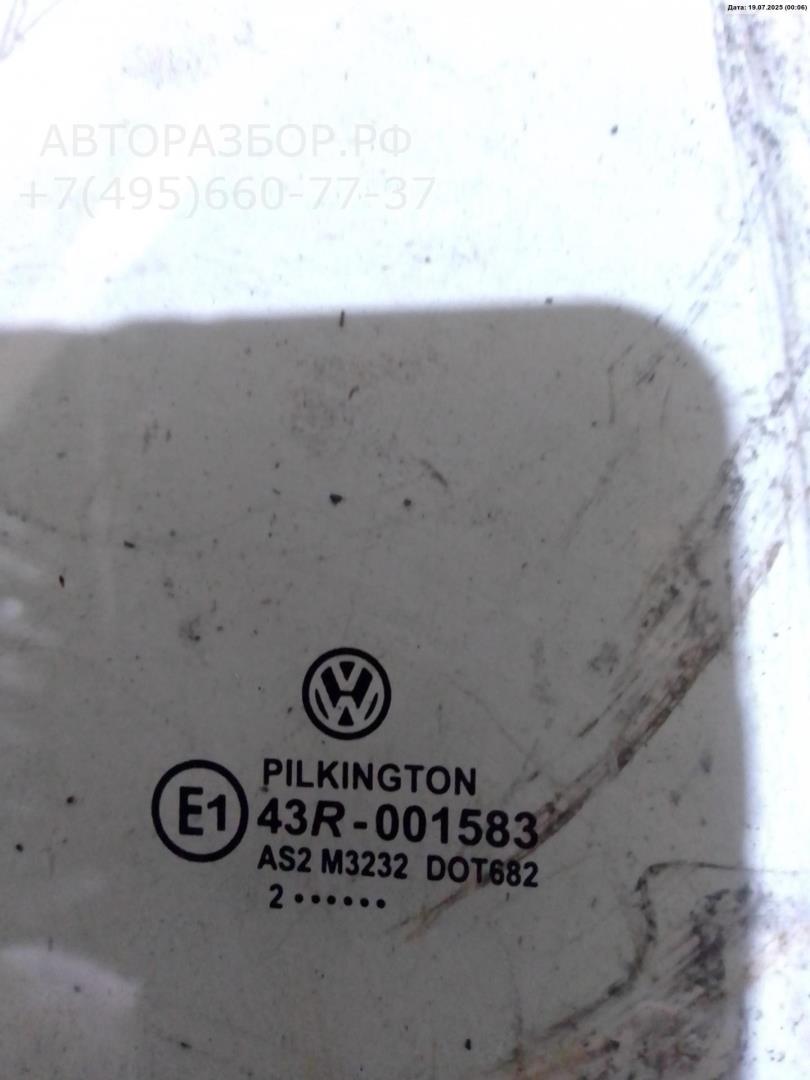 Дата: 19.07.2025 (00:06)
АВТОРАЗБОР.РФ
+7(495)660-77-37
PILKINGTON
E1 43R-001583
AS2 M3232 DOT682
2 ••••••